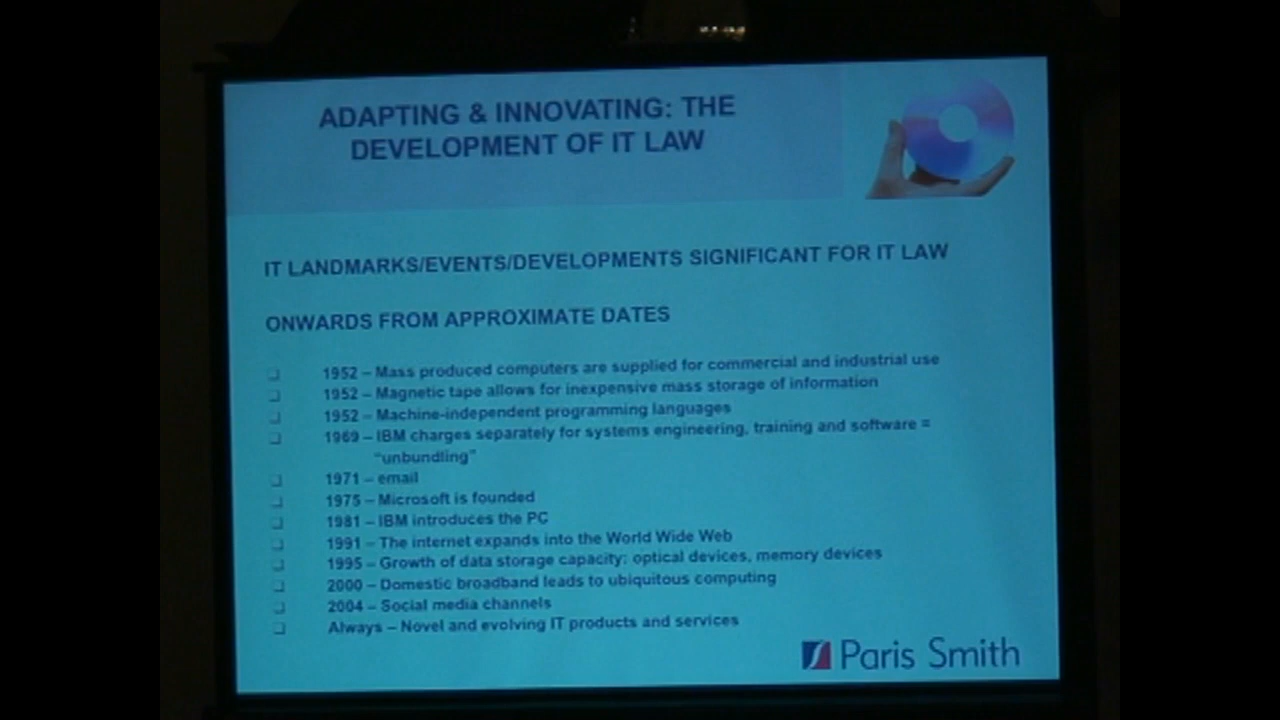 ADAPTING & INNOVATING: THE
DEVELOPMENT OF IT LAW
IT LANDMARKS/EVENTS/DEVELOPMENTS SIGNIFICANT FOR IT LAW
ONWARDS FROM APPROXIMATE DATES
1952 – Mass produced computers are supplied for commercial and industrial use
1952 – Magnetic tape allows for inexpensive mass storage of information
1952 – Machine-independent programming languages
1969 – IBM charges separately for systems engineering, training and software =
"unbundling"
1971 – email
1975 – Microsoft is founded
1981 – IBM introduces the PC
1991 – The internet expands into the World Wide Web
1995 – Growth of data storage capacity: optical devices, memory devices
2000 – Domestic broadband leads to ubiquitous computing
2004 – Social media channels
Always – Novel and evolving IT products and services
Paris Smith